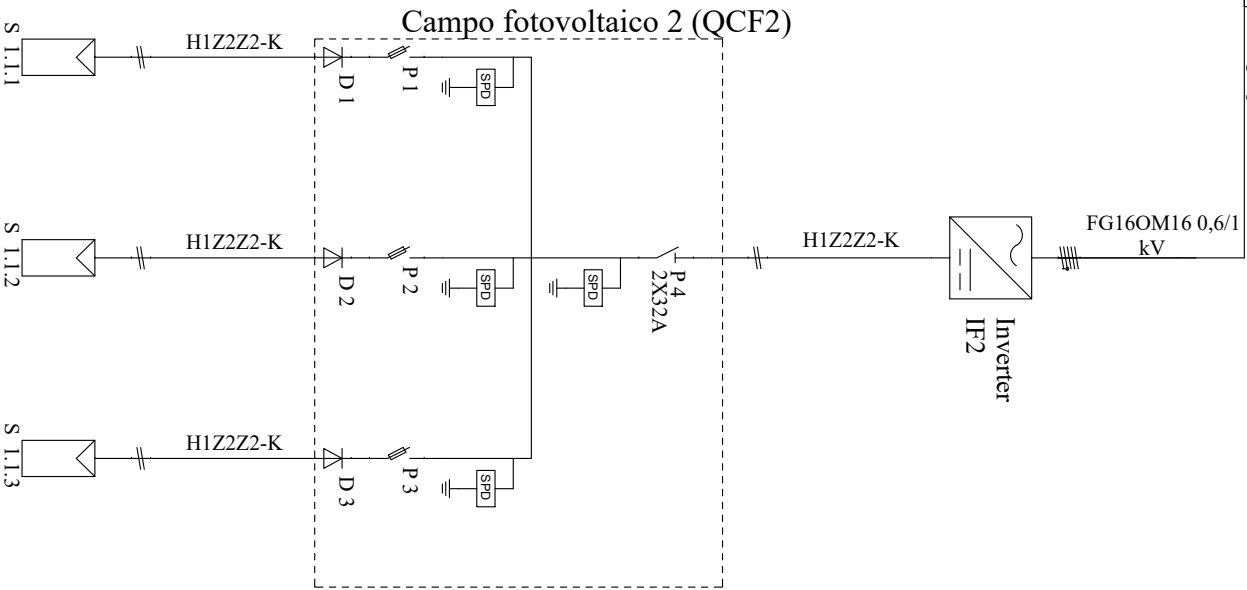 Campo fotovoltaico 2 (QCF2)
S 1.1.1
H1Z2Z2-K
D 1
P 1
SPD
S 1.1.2
H1Z2Z2-K
D 2
P 2
SPD
SPD
P 4
2X32A
H1Z2Z2-K
Inverter
IF2
FG16OM16 0,6/1
kV
S 1.1.3
H1Z2Z2-K
D 3
P 3
SPD